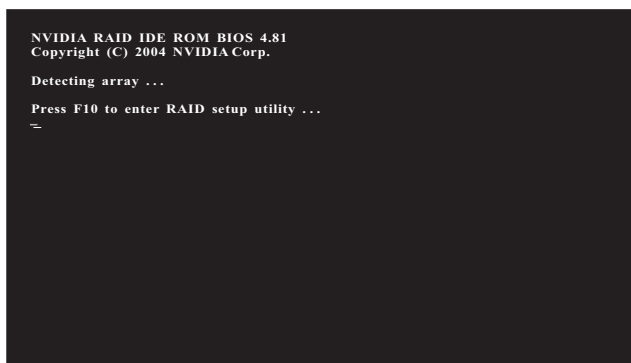 NVIDIA RAID IDE ROM BIOS 4.81
Copyright (C) 2004 NVIDIA Corp.
Detecting array ...
Press F10 to enter RAID setup utility ...